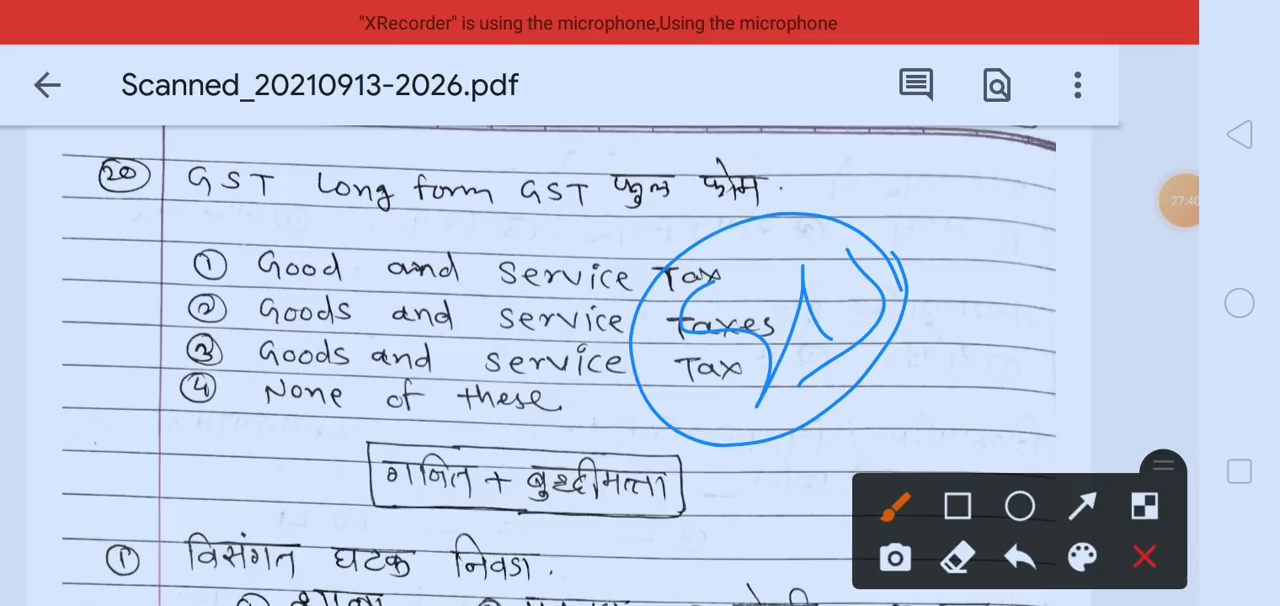 "XRecorder" is using the microphone,Using the microphone
Scanned_20210913-2026.pdf
27:40
20 GST Long form GST फुल फोम.
1 Good and service Tax
2 Goods and service Taxes
3 Goods and service Tax
4 None of these.
गणित + बुध्दीमत्ता
1 विसंगत घटक निवडा.